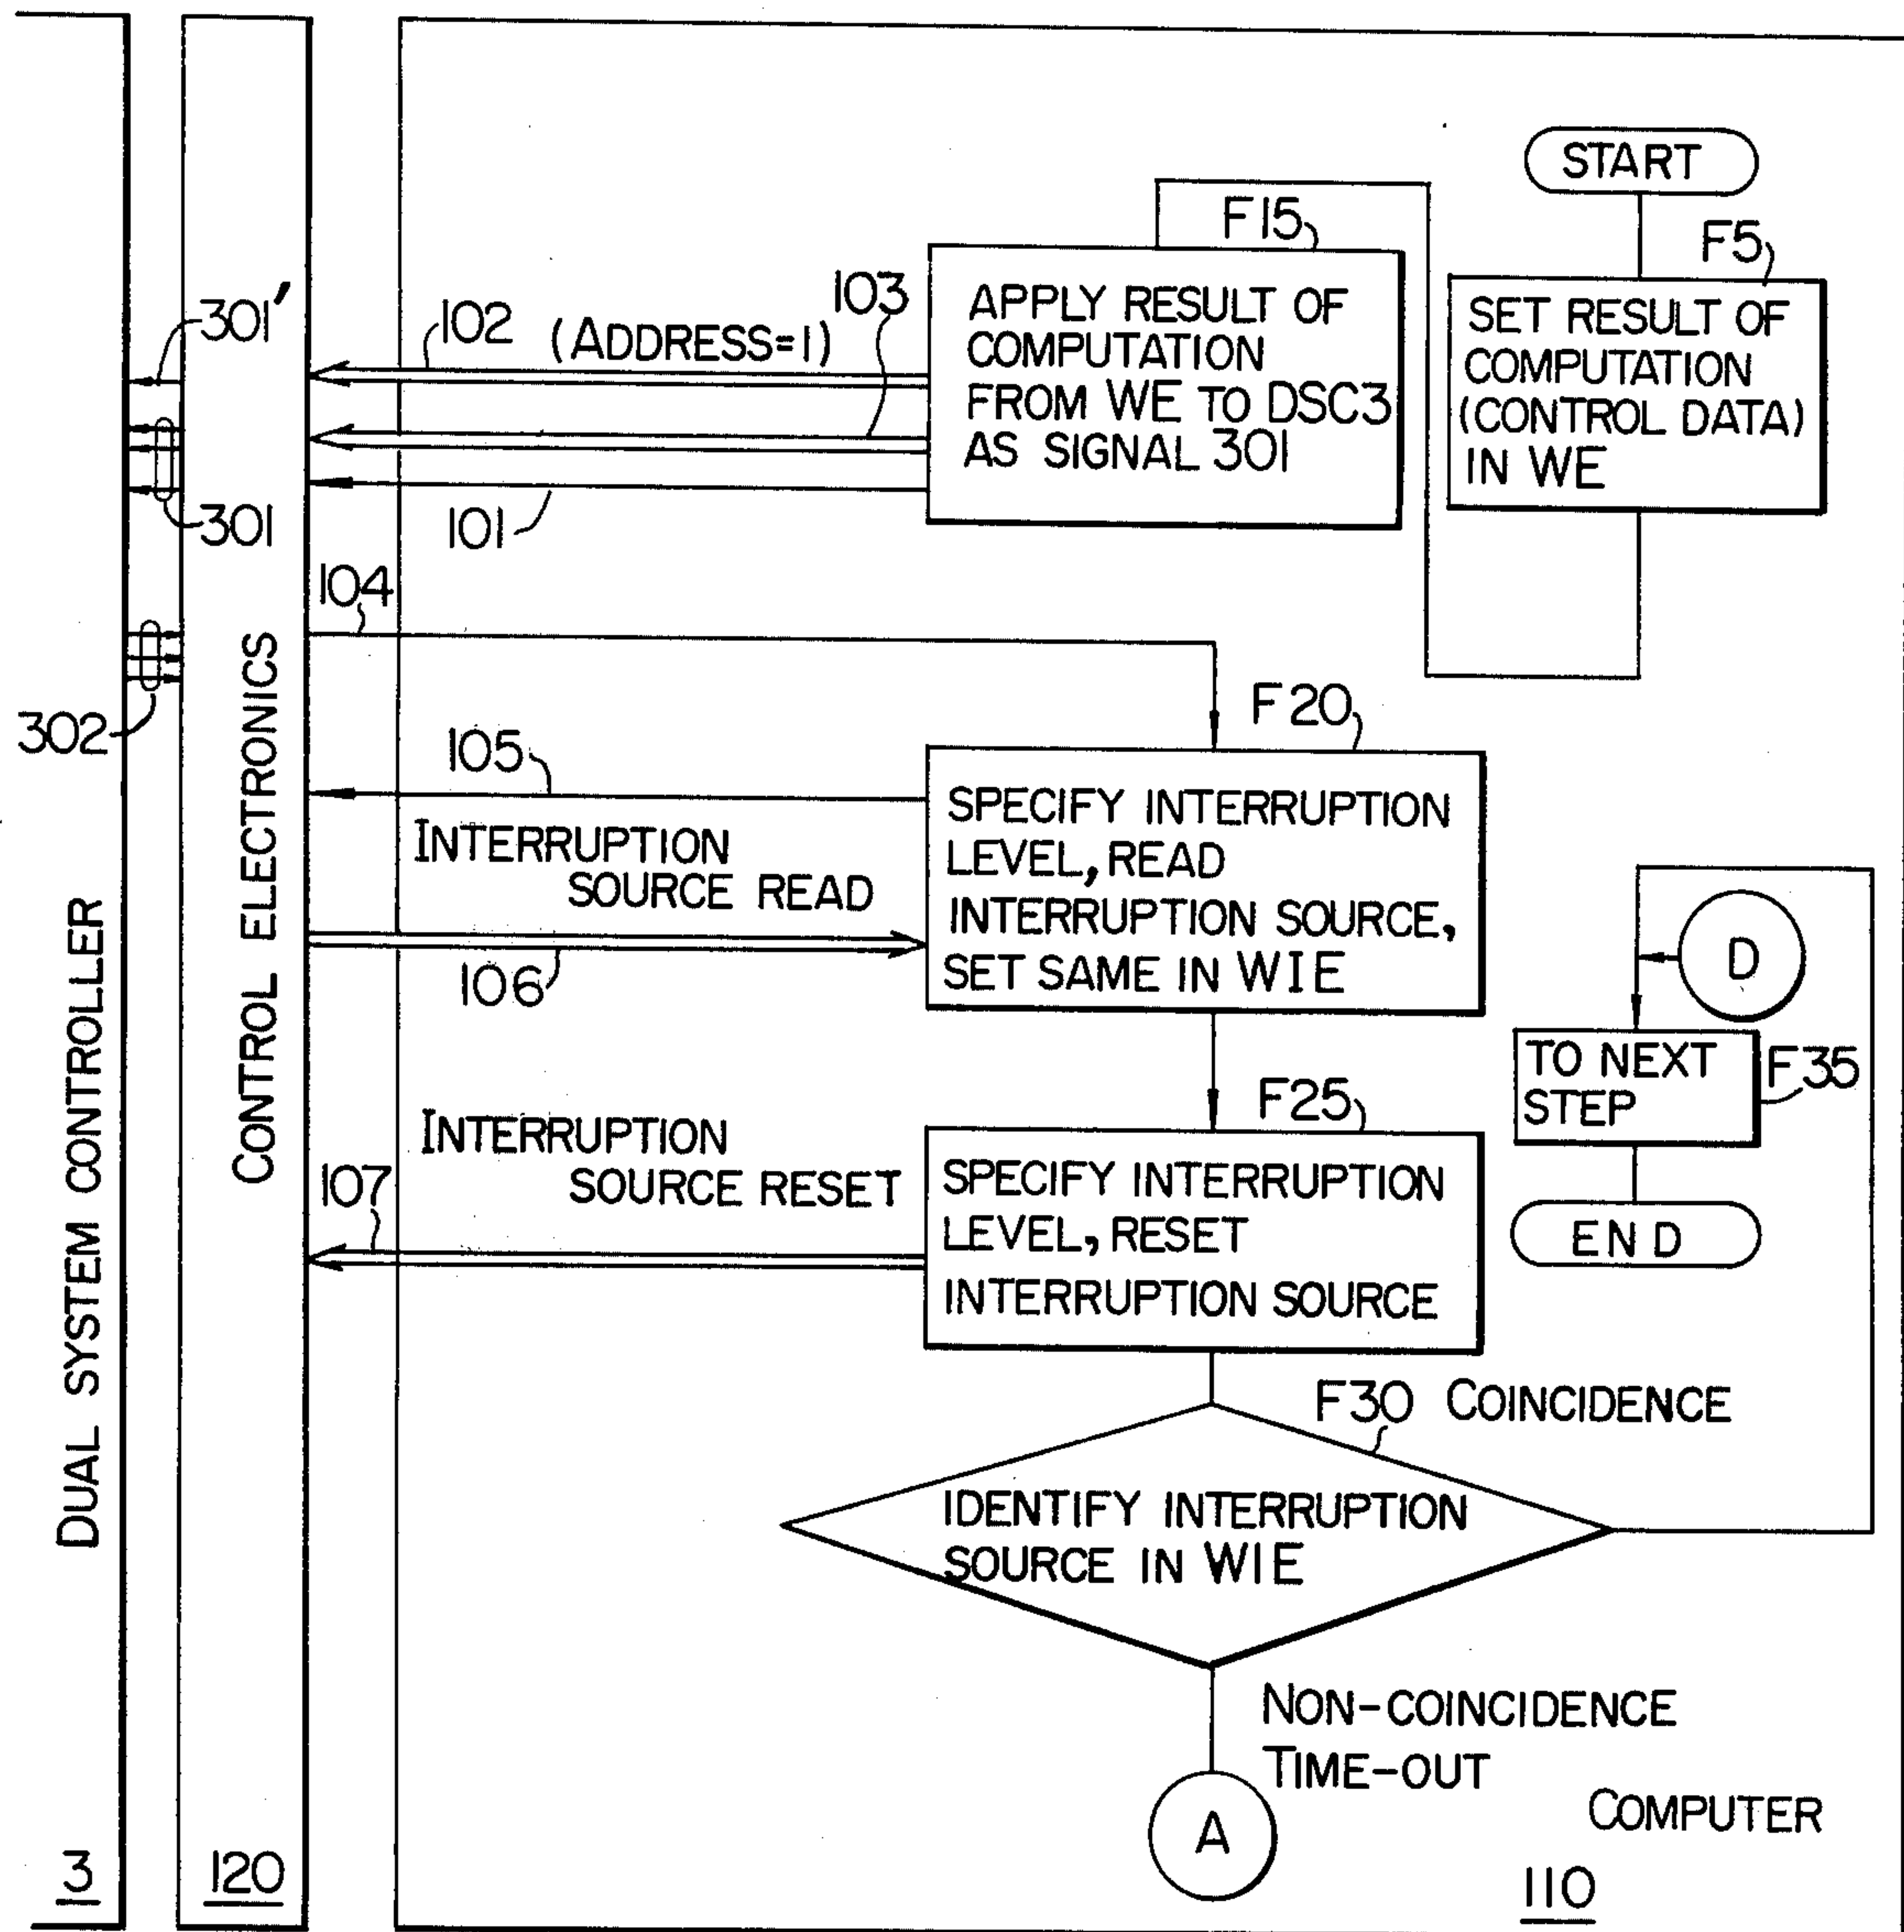 START
F15
F5
APPLY RESULT OF
COMPUTATION
FROM WE TO DSC3
AS SIGNAL 301
SET RESULT OF
COMPUTATION
(CONTROL DATA)
IN WE
301'
102
(ADDRESS=1)
103
301
101
104
302
F20
105
INTERRUPTION
SOURCE READ
106
SPECIFY INTERRUPTION
LEVEL, READ
INTERRUPTION SOURCE,
SET SAME IN WIE
D
TO NEXT
STEP
F35
END
F25
INTERRUPTION
SOURCE RESET
107
SPECIFY INTERRUPTION
LEVEL, RESET
INTERRUPTION SOURCE
F30
COINCIDENCE
IDENTIFY INTERRUPTION
SOURCE IN WIE
NON-COINCIDENCE
TIME-OUT
A
COMPUTER
110
DUAL SYSTEM CONTROLLER
3
CONTROL ELECTRONICS
120